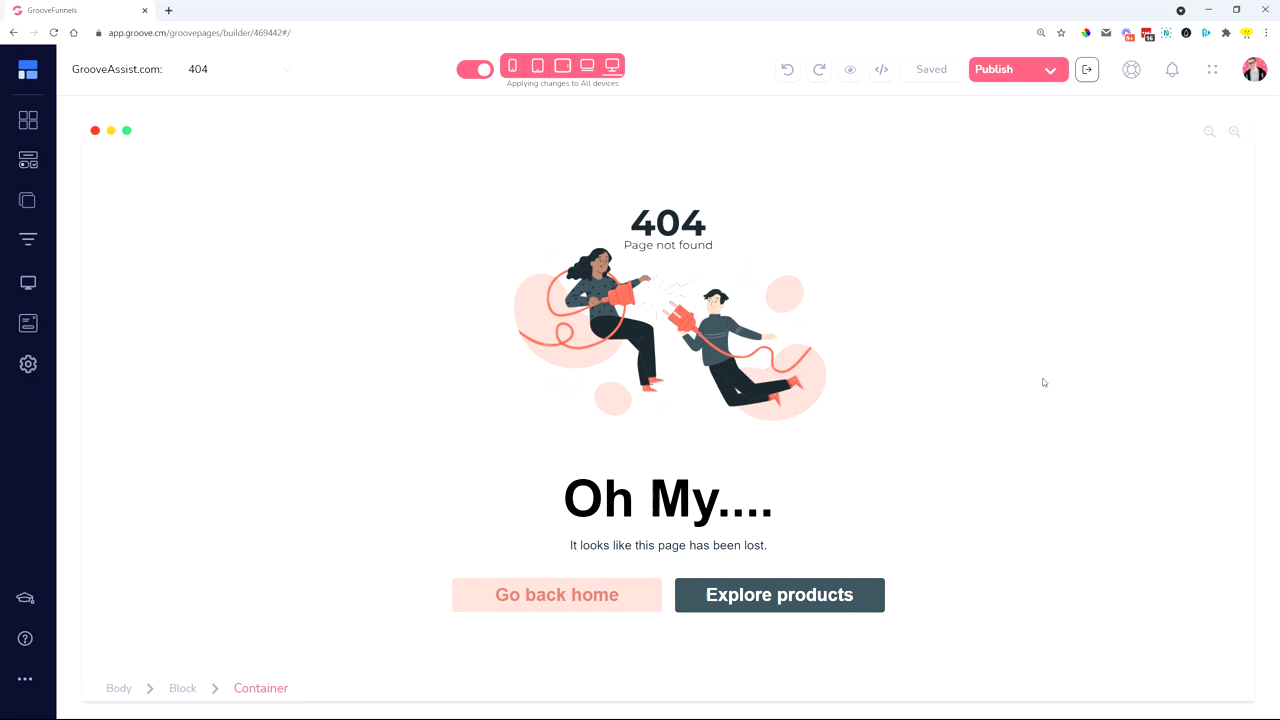 GrooveFunnels
app.groove.cm/groovepages/builder/469442#/
9+
16
GrooveAssist.com:
404
Applying changes to All devices
Saved
Publish
404
Page not found
Oh My....
It looks like this page has been lost.
Go back home
Explore products
Body
Block
Container